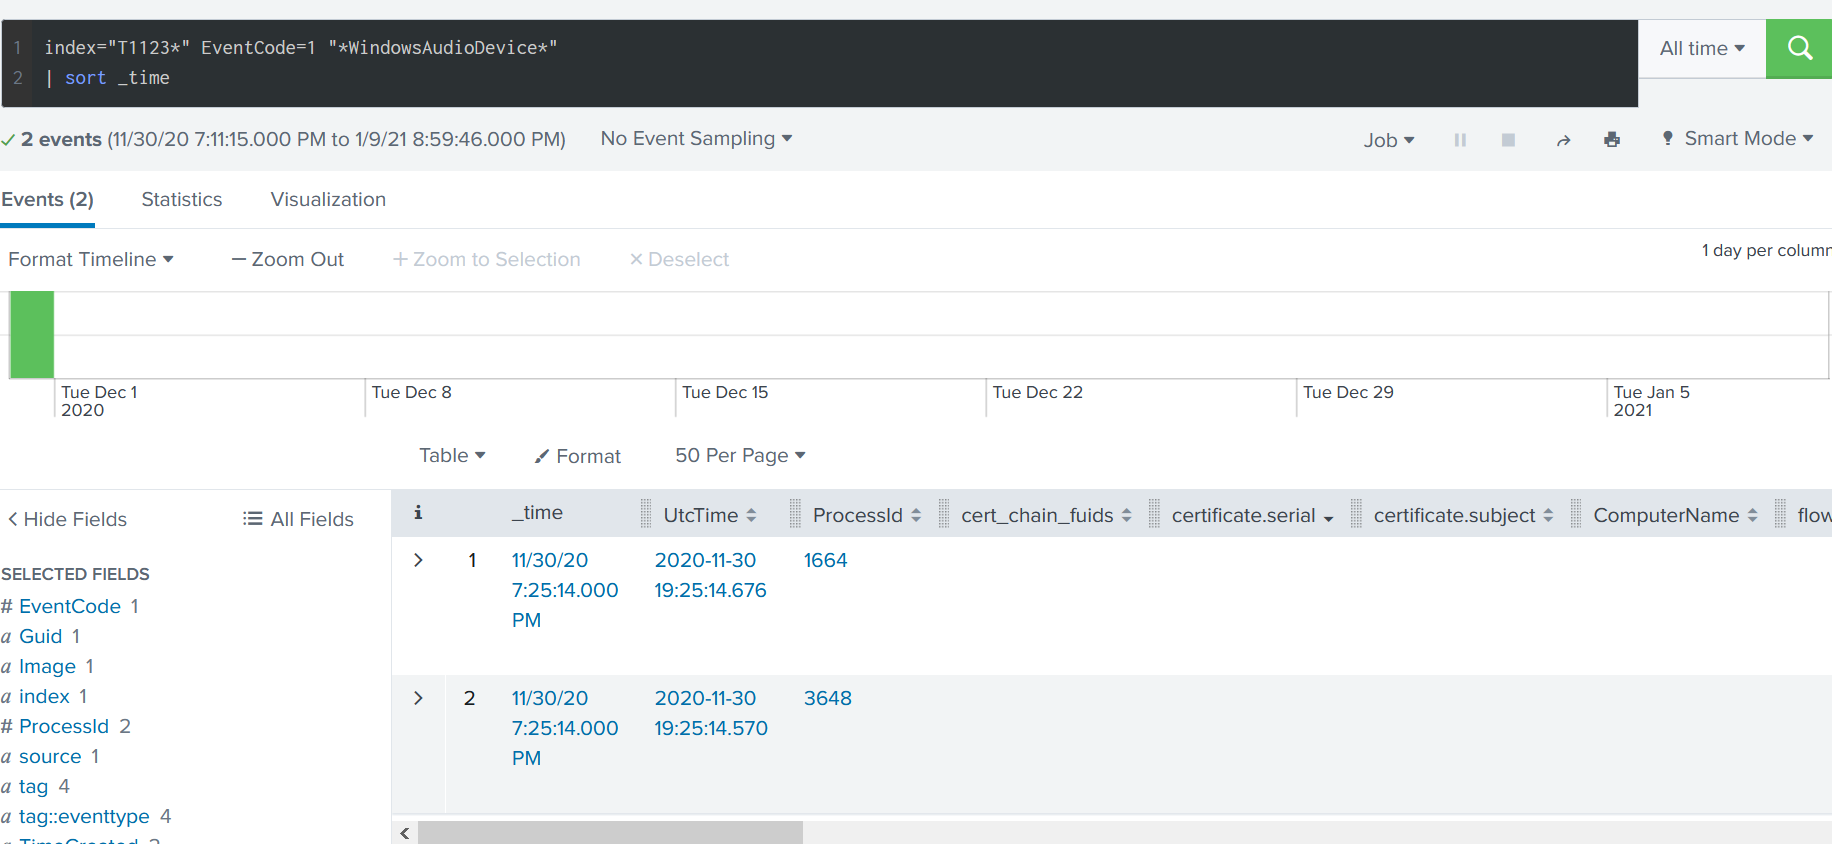 1 index="T1123*" EventCode=1 "*WindowsAudioDevice*"
2 | sort _time
All time
2 events (11/30/20 7:11:15.000 PM to 1/9/21 8:59:46.000 PM)
No Event Sampling
Job
Smart Mode
Events (2)
Statistics
Visualization
Format Timeline
— Zoom Out
+ Zoom to Selection
× Deselect
1 day per column
Tue Dec 1
2020
Tue Dec 8
Tue Dec 15
Tue Dec 22
Tue Dec 29
Tue Jan 5
2021
Table
Format
50 Per Page
< Hide Fields
All Fields
SELECTED FIELDS
# EventCode 1
a Guid 1
a Image 1
a index 1
# ProcessId 2
a source 1
a tag 4
a tag::eventtype 4
a TimeCreated 2
i
_time
UtcTime
ProcessId
cert_chain_fuids
certificate.serial
certificate.subject
ComputerName
flow
> 1
11/30/20
7:25:14.000
PM
2020-11-30
19:25:14.676
1664
> 2
11/30/20
7:25:14.000
PM
2020-11-30
19:25:14.570
3648